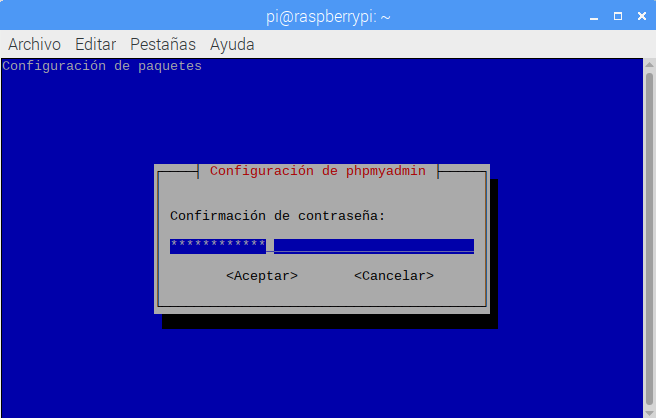 pi@raspberrypi: ~
Archivo Editar Pestañas Ayuda
Configuración de paquetes
Configuración de phpmyadmin
Confirmación de contraseña:
************
<Aceptar> <Cancelar>